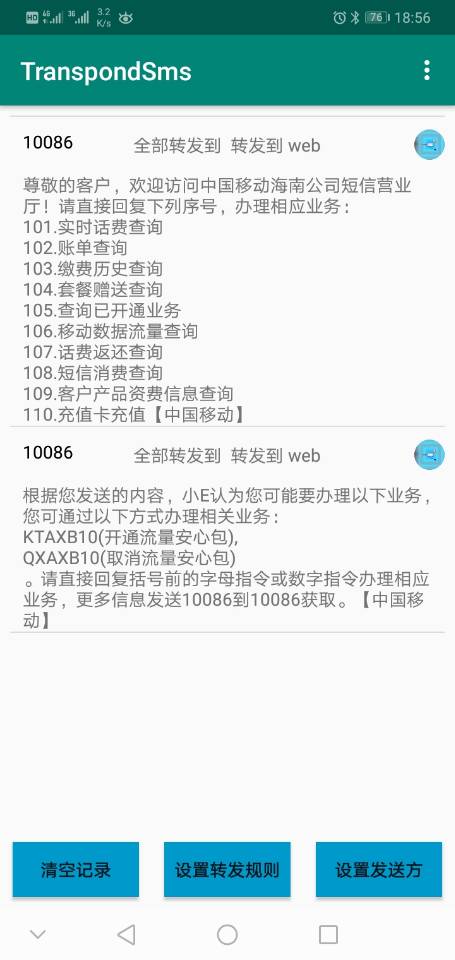 HD 4G 3G 3.2 K/s 76 18:56
TranspondSms
10086 全部转发到 转发到 web
尊敬的客户，欢迎访问中国移动海南公司短信营业
厅！请直接回复下列序号，办理相应业务：
101.实时话费查询
102.账单查询
103.缴费历史查询
104.套餐赠送查询
105.查询已开通业务
106.移动数据流量查询
107.话费返还查询
108.短信消费查询
109.客户产品资费信息查询
110.充值卡充值【中国移动】
10086 全部转发到 转发到 web
根据您发送的内容，小E认为您可能要办理以下业务，
您可通过以下方式办理相关业务：
KTAXB10(开通流量安心包),
QXAXB10(取消流量安心包)
。请直接回复括号前的字母指令或数字指令办理相应
业务，更多信息发送10086到10086获取。【中国移
动】
清空记录 设置转发规则 设置发送方